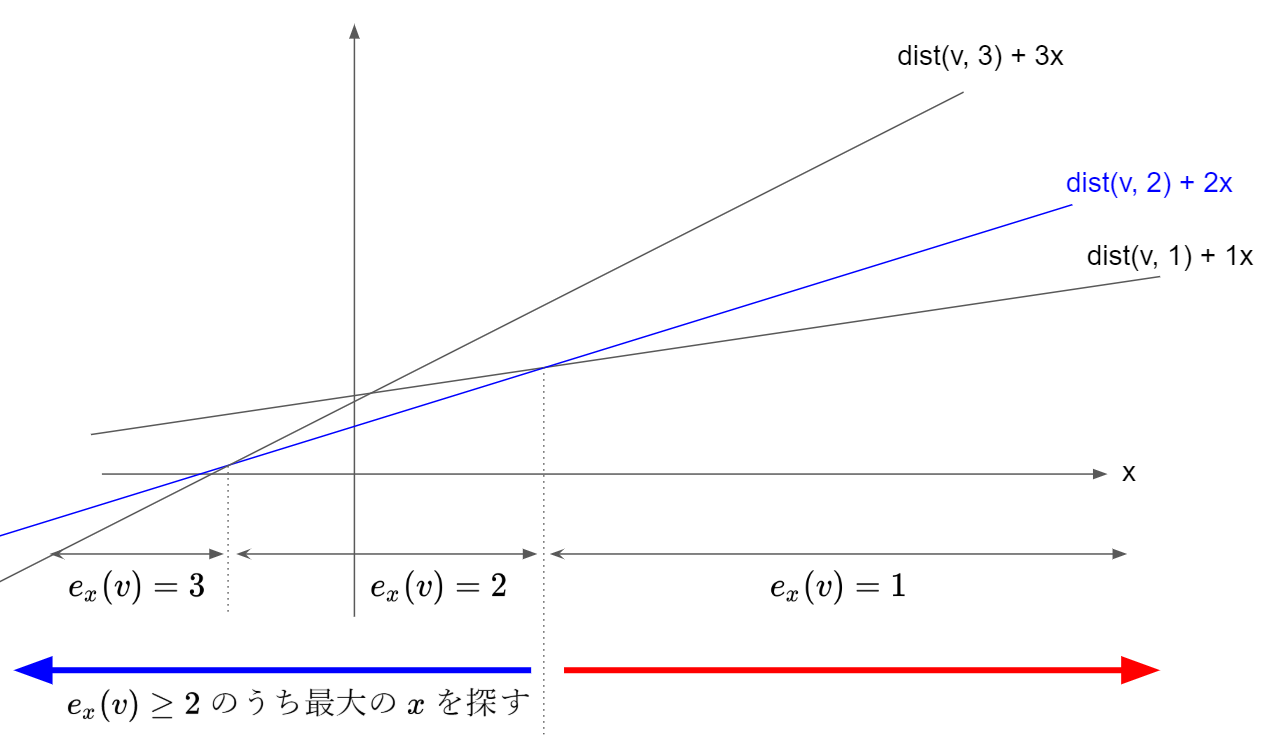 dist(v, 3) + 3x
dist(v, 2) + 2x
dist(v, 1) + 1x
x
e_x(v) = 3
e_x(v) = 2
e_x(v) = 1
e_x(v) ≥ 2 のうち最大の x を探す